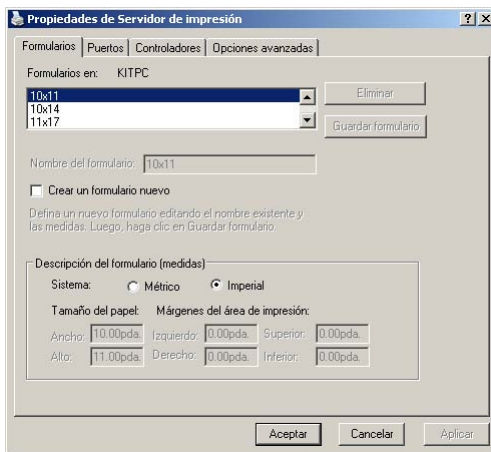 Propiedades de Servidor de impresión
Formularios Puertos Controladores Opciones avanzadas
Formularios en: KITPC
10x11
10x14
11x17
Eliminar
Guardar formulario
Nombre del formulario: 10x11
Crear un formulario nuevo
Defina un nuevo formulario editando el nombre existente y
las medidas. Luego, haga clic en Guardar formulario.
Descripción del formulario (medidas)
Sistema: Métrico Imperial
Tamaño del papel: Márgenes del área de impresión:
Ancho: 10.00pda. Izquierdo: 0.00pda. Superior: 0.00pda.
Alto: 11.00pda. Derecho: 0.00pda. Inferior: 0.00pda.
Aceptar Cancelar Aplicar